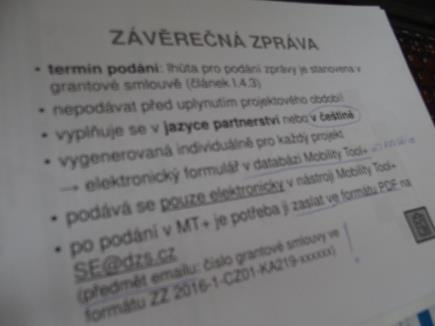 ZÁVĚREČNÁ ZPRÁVA
• termín podání: lhůta pro podání zprávy je stanovena v
grantové smlouvě (článek I.4.3)
• nepodávat před uplynutím projektového období!
• vyplňuje se v jazyce partnerství nebo v češtině
• vygenerovaná individuálně pro každý projekt
→ elektronický formulář v databázi Mobility Tool+
• podává se pouze elektronicky v nástroji Mobility Tool+
• po podání v MT+ je potřeba ji zaslat ve formátu PDF na
SE@dzs.cz
(předmět emailu: číslo grantové smlouvy ve
formátu ZZ 2016-1-CZ01-KA219-xxxxxx)